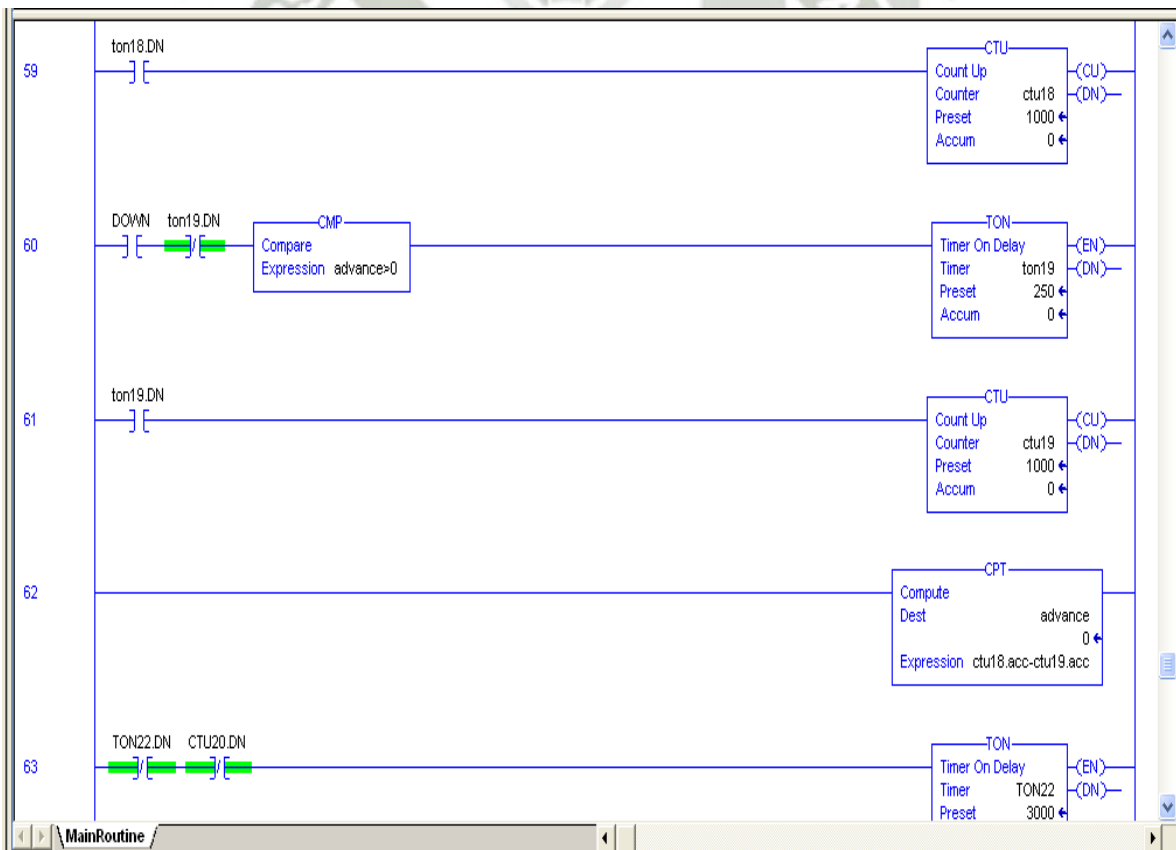 ton18.DN
59
CTU
Count Up
Counter ctu18
Preset 1000
Accum 0
(CU)
(DN)
DOWN ton19.DN
60
CMP
Compare
Expression advance>0
TON
Timer On Delay
Timer ton19
Preset 250
Accum 0
(EN)
(DN)
ton19.DN
61
CTU
Count Up
Counter ctu19
Preset 1000
Accum 0
(CU)
(DN)
62
CPT
Compute
Dest advance
0
Expression ctu18.acc-ctu19.acc
TON22.DN CTU20.DN
63
TON
Timer On Delay
Timer TON22
Preset 3000
(EN)
(DN)
MainRoutine